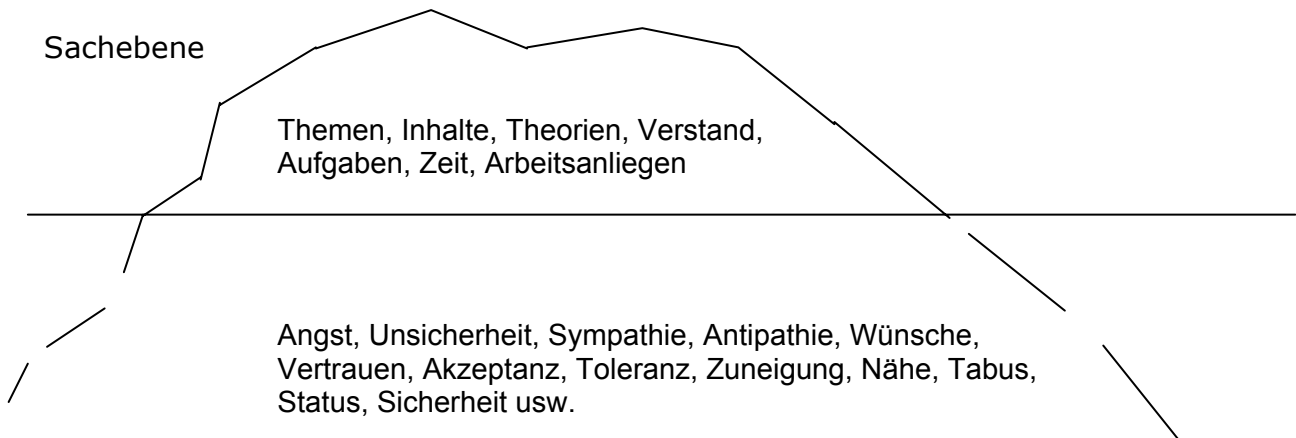 Sachebene
Themen, Inhalte, Theorien, Verstand,
Aufgaben, Zeit, Arbeitsanliegen
Angst, Unsicherheit, Sympathie, Antipathie, Wünsche,
Vertrauen, Akzeptanz, Toleranz, Zuneigung, Nähe, Tabus,
Status, Sicherheit usw.